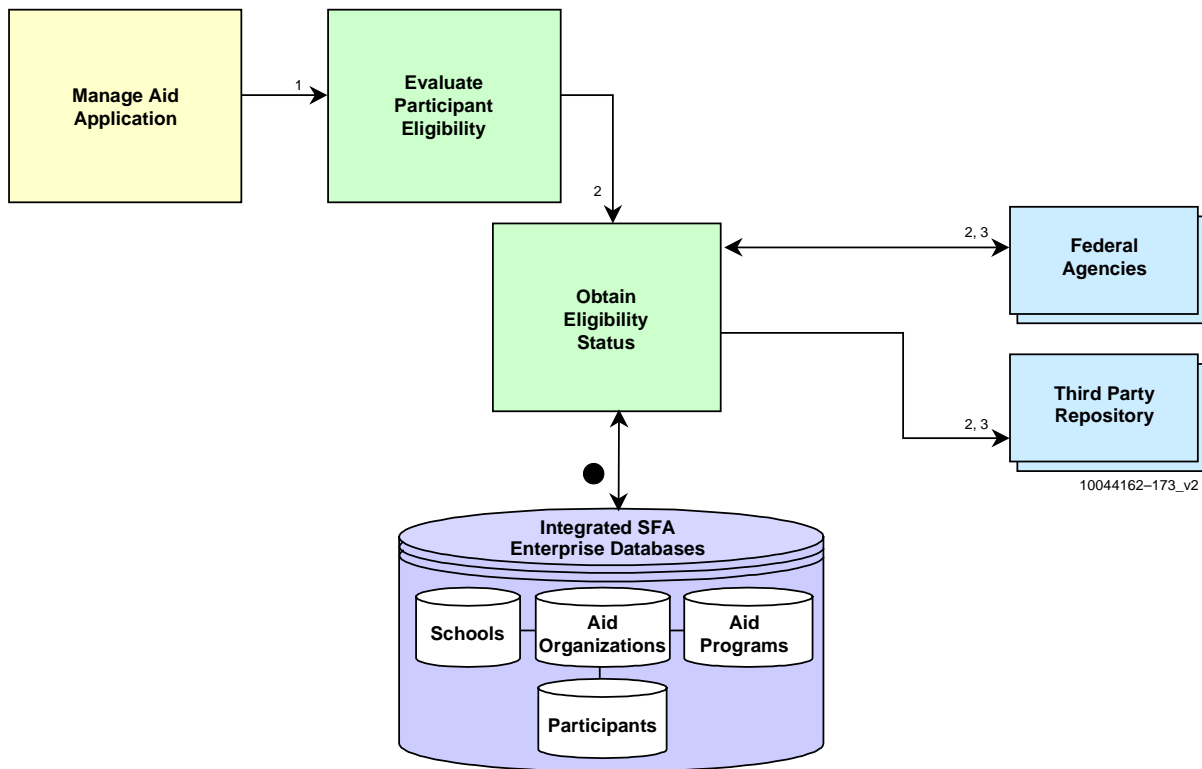 Manage Aid
Application
1
Evaluate
Participant
Eligibility
2
Obtain
Eligibility
Status
2, 3
Federal
Agencies
2, 3
Third Party
Repository
10044162–173_v2
Integrated SFA
Enterprise Databases
Schools
Aid
Organizations
Aid
Programs
Participants